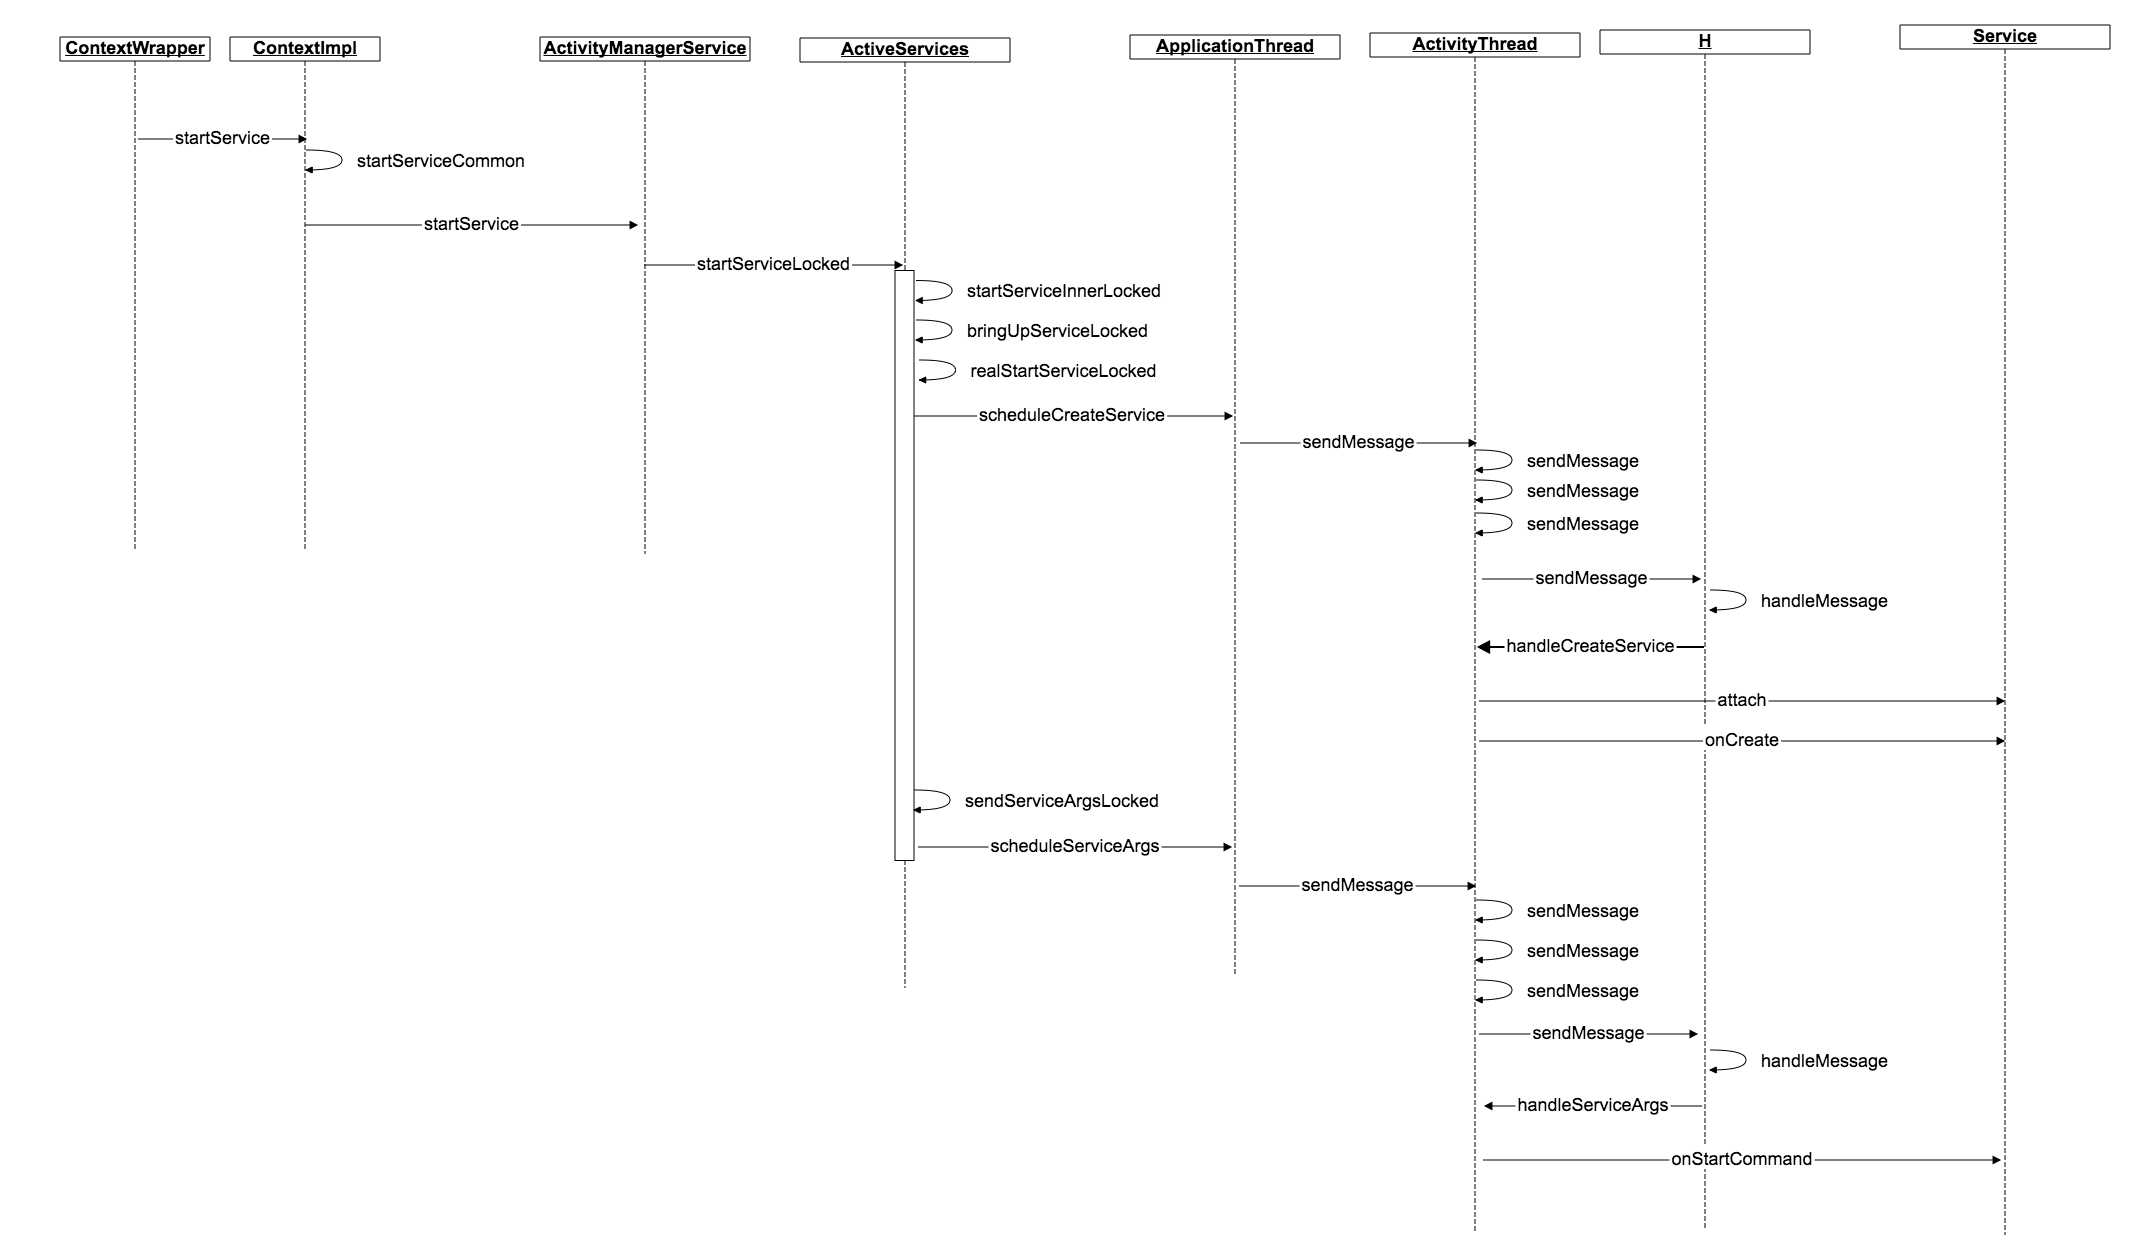 ContextWrapper
ContextImpl
ActivityManagerService
ActiveServices
ApplicationThread
ActivityThread
H
Service
startService
startServiceCommon
startService
startServiceLocked
startServiceInnerLocked
bringUpServiceLocked
realStartServiceLocked
scheduleCreateService
sendMessage
sendMessage
sendMessage
sendMessage
sendMessage
handleMessage
handleCreateService
attach
onCreate
sendServiceArgsLocked
scheduleServiceArgs
sendMessage
sendMessage
sendMessage
sendMessage
sendMessage
handleMessage
handleServiceArgs
onStartCommand